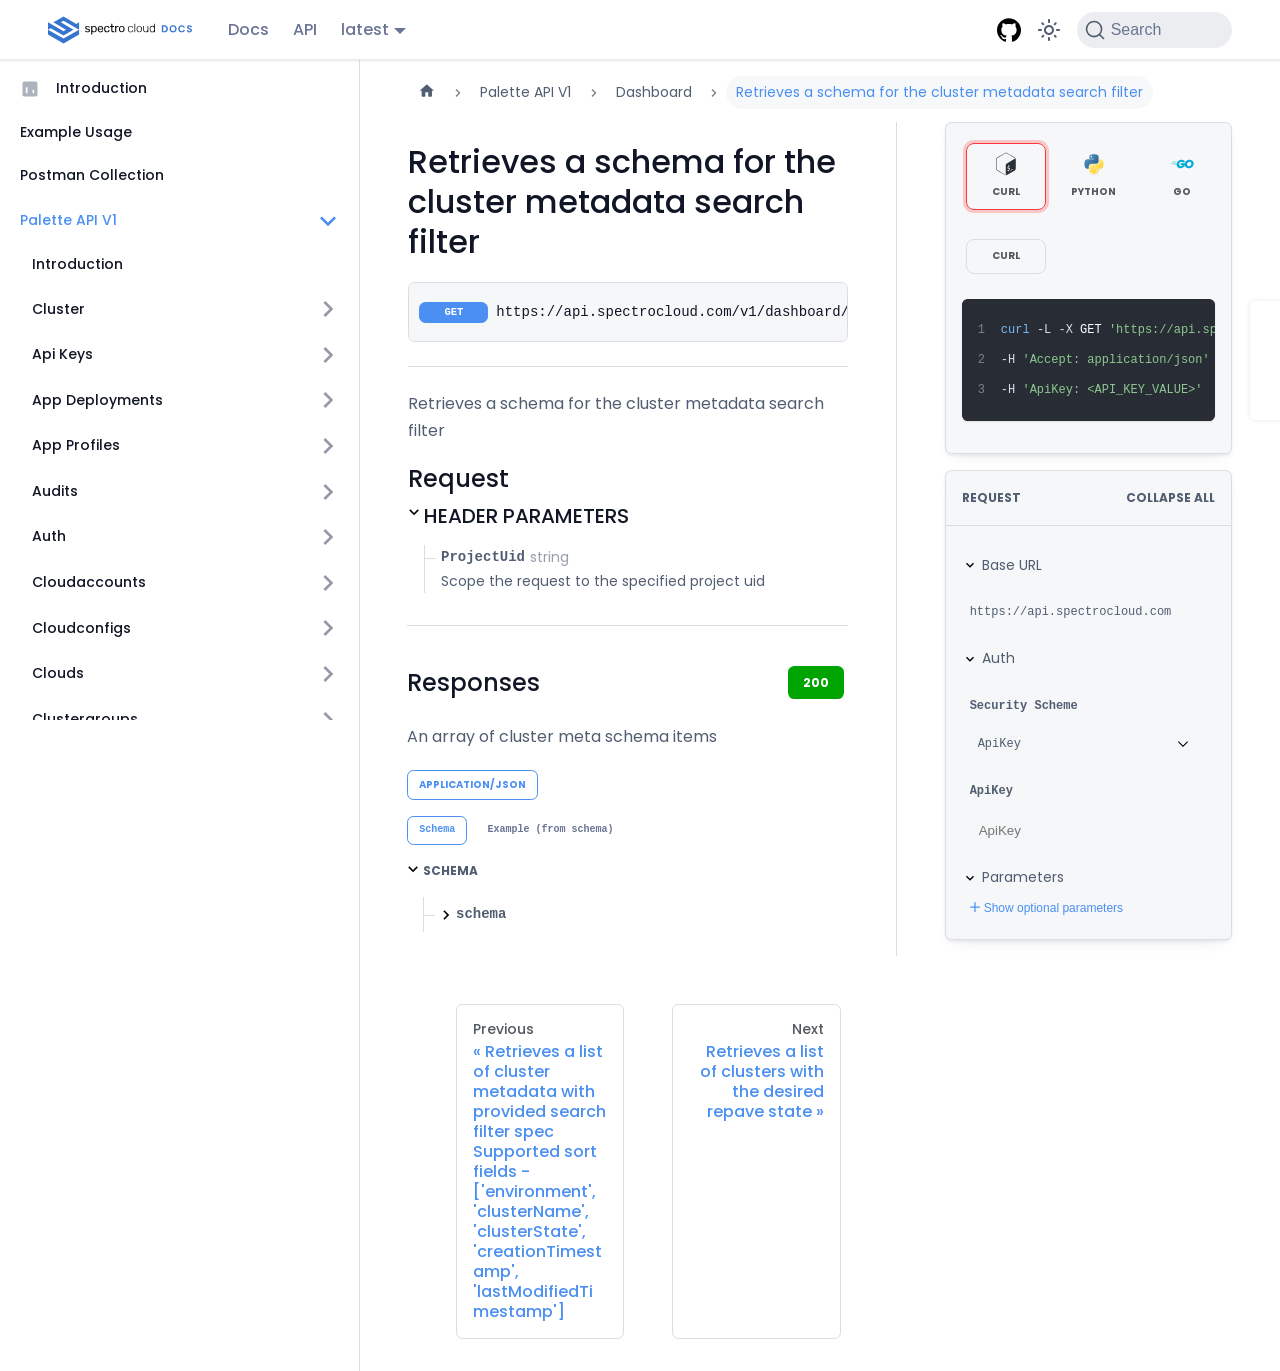 spectro cloud DOCS
Docs
API
latest
Search
Introduction
Example Usage
Postman Collection
Palette API V1
Introduction
Cluster
Api Keys
App Deployments
App Profiles
Audits
Auth
Cloudaccounts
Cloudconfigs
Clouds
Clustergroups
Palette API V1
Dashboard
Retrieves a schema for the cluster metadata search filter
Retrieves a schema for the
cluster metadata search
filter
GET https://api.spectrocloud.com/v1/dashboard/
Retrieves a schema for the cluster metadata search
filter
Request
HEADER PARAMETERS
ProjectUid string
Scope the request to the specified project uid
Responses
200
An array of cluster meta schema items
APPLICATION/JSON
Schema
Example (from schema)
SCHEMA
schema
CURL
PYTHON
GO
CURL
1 curl -L -X GET 'https://api.sp
2 -H 'Accept: application/json'
3 -H 'ApiKey: <API_KEY_VALUE>'
REQUEST
COLLAPSE ALL
Base URL
https://api.spectrocloud.com
Auth
Security Scheme
ApiKey
ApiKey
ApiKey
Parameters
Show optional parameters
Previous
« Retrieves a list
of cluster
metadata with
provided search
filter spec
Supported sort
fields -
['environment',
'clusterName',
'clusterState',
'creationTimest
amp',
'lastModifiedTi
mestamp']
Next
Retrieves a list
of clusters with
the desired
repave state »